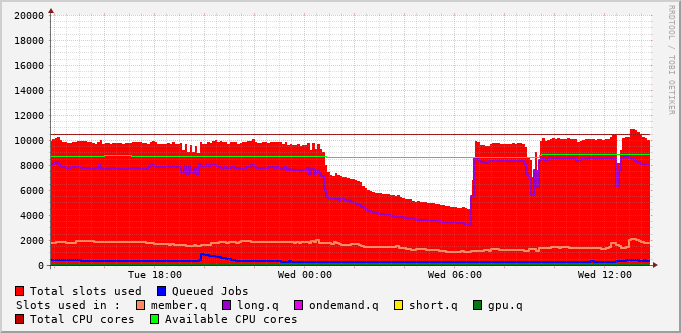 20000
18000
16000
14000
12000
10000
8000
6000
4000
2000
0
Tue 18:00 Wed 00:00 Wed 06:00 Wed 12:00
RRDTOOL / TOBI OETIKER
Total slots used Queued Jobs
Slots used in : member.q long.q ondemand.q short.q gpu.q
Total CPU cores Available CPU cores